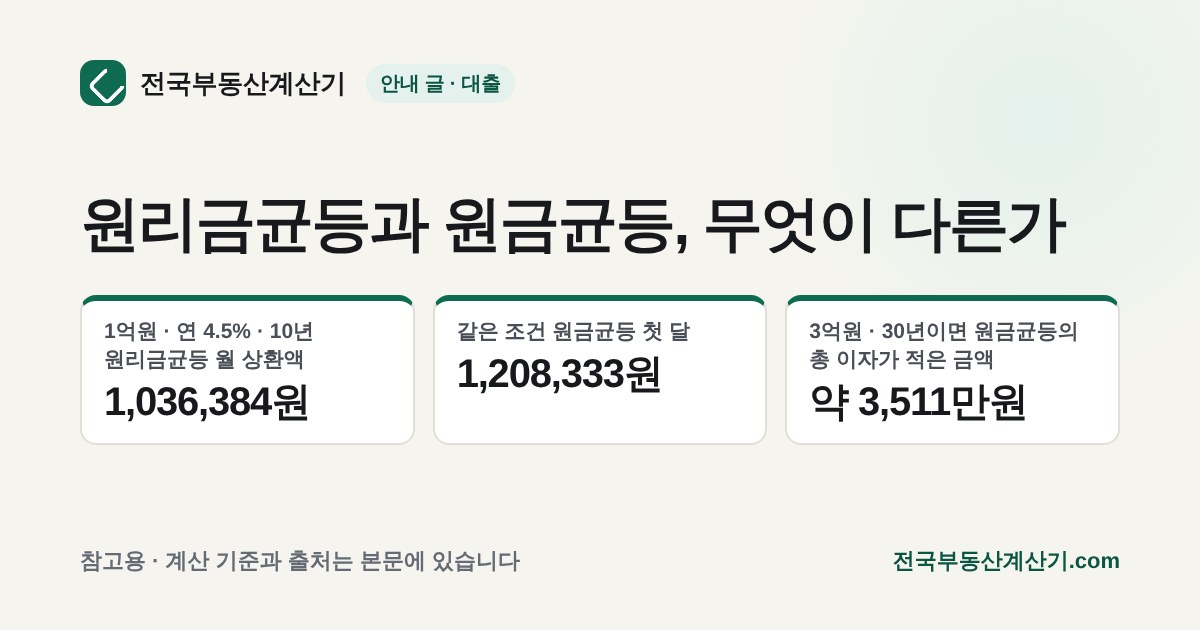 전국부동산계산기
안내 글 · 대출
원리금균등과 원금균등, 무엇이 다른가
1억원 · 연 4.5% · 10년
원리금균등 월 상환액
1,036,384원
같은 조건 원금균등 첫 달
1,208,333원
3억원 · 30년이면 원금균등의
총 이자가 적은 금액
약 3,511만원
참고용 · 계산 기준과 출처는 본문에 있습니다
전국부동산계산기.com